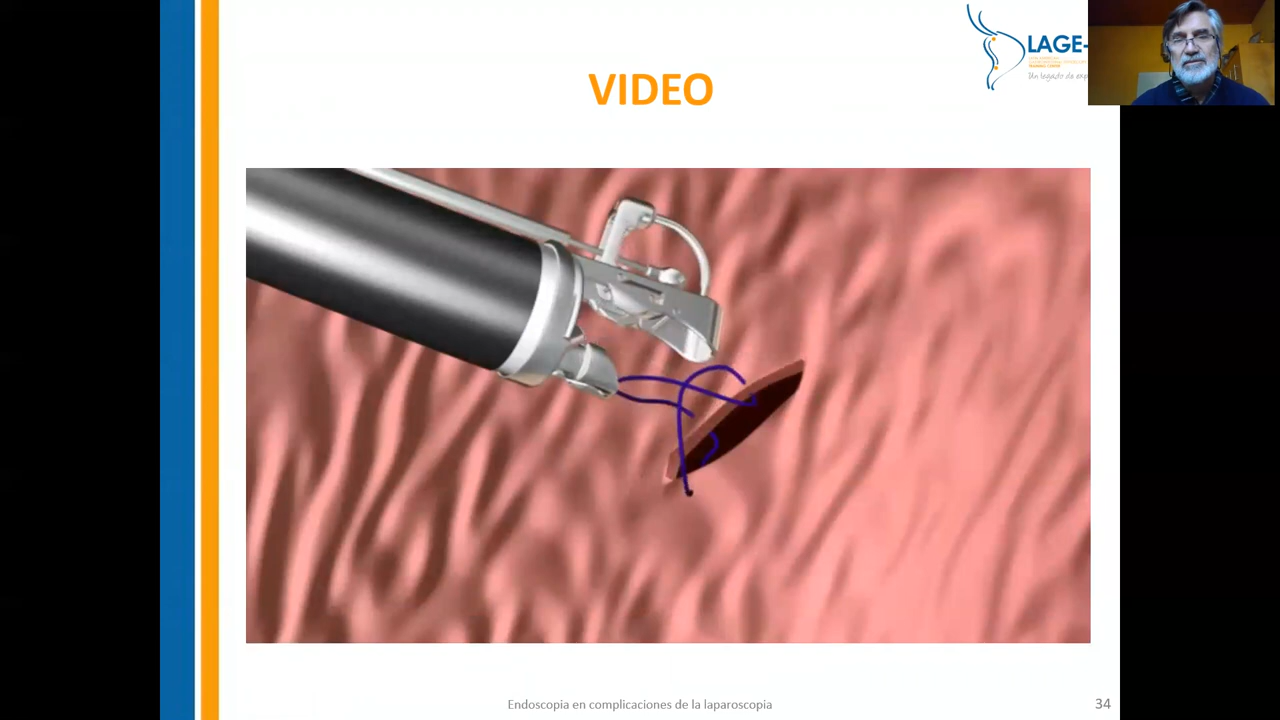 LAGE-
VIDEO
Un legado de exp
Endoscopia en complicaciones de la laparoscopia
34